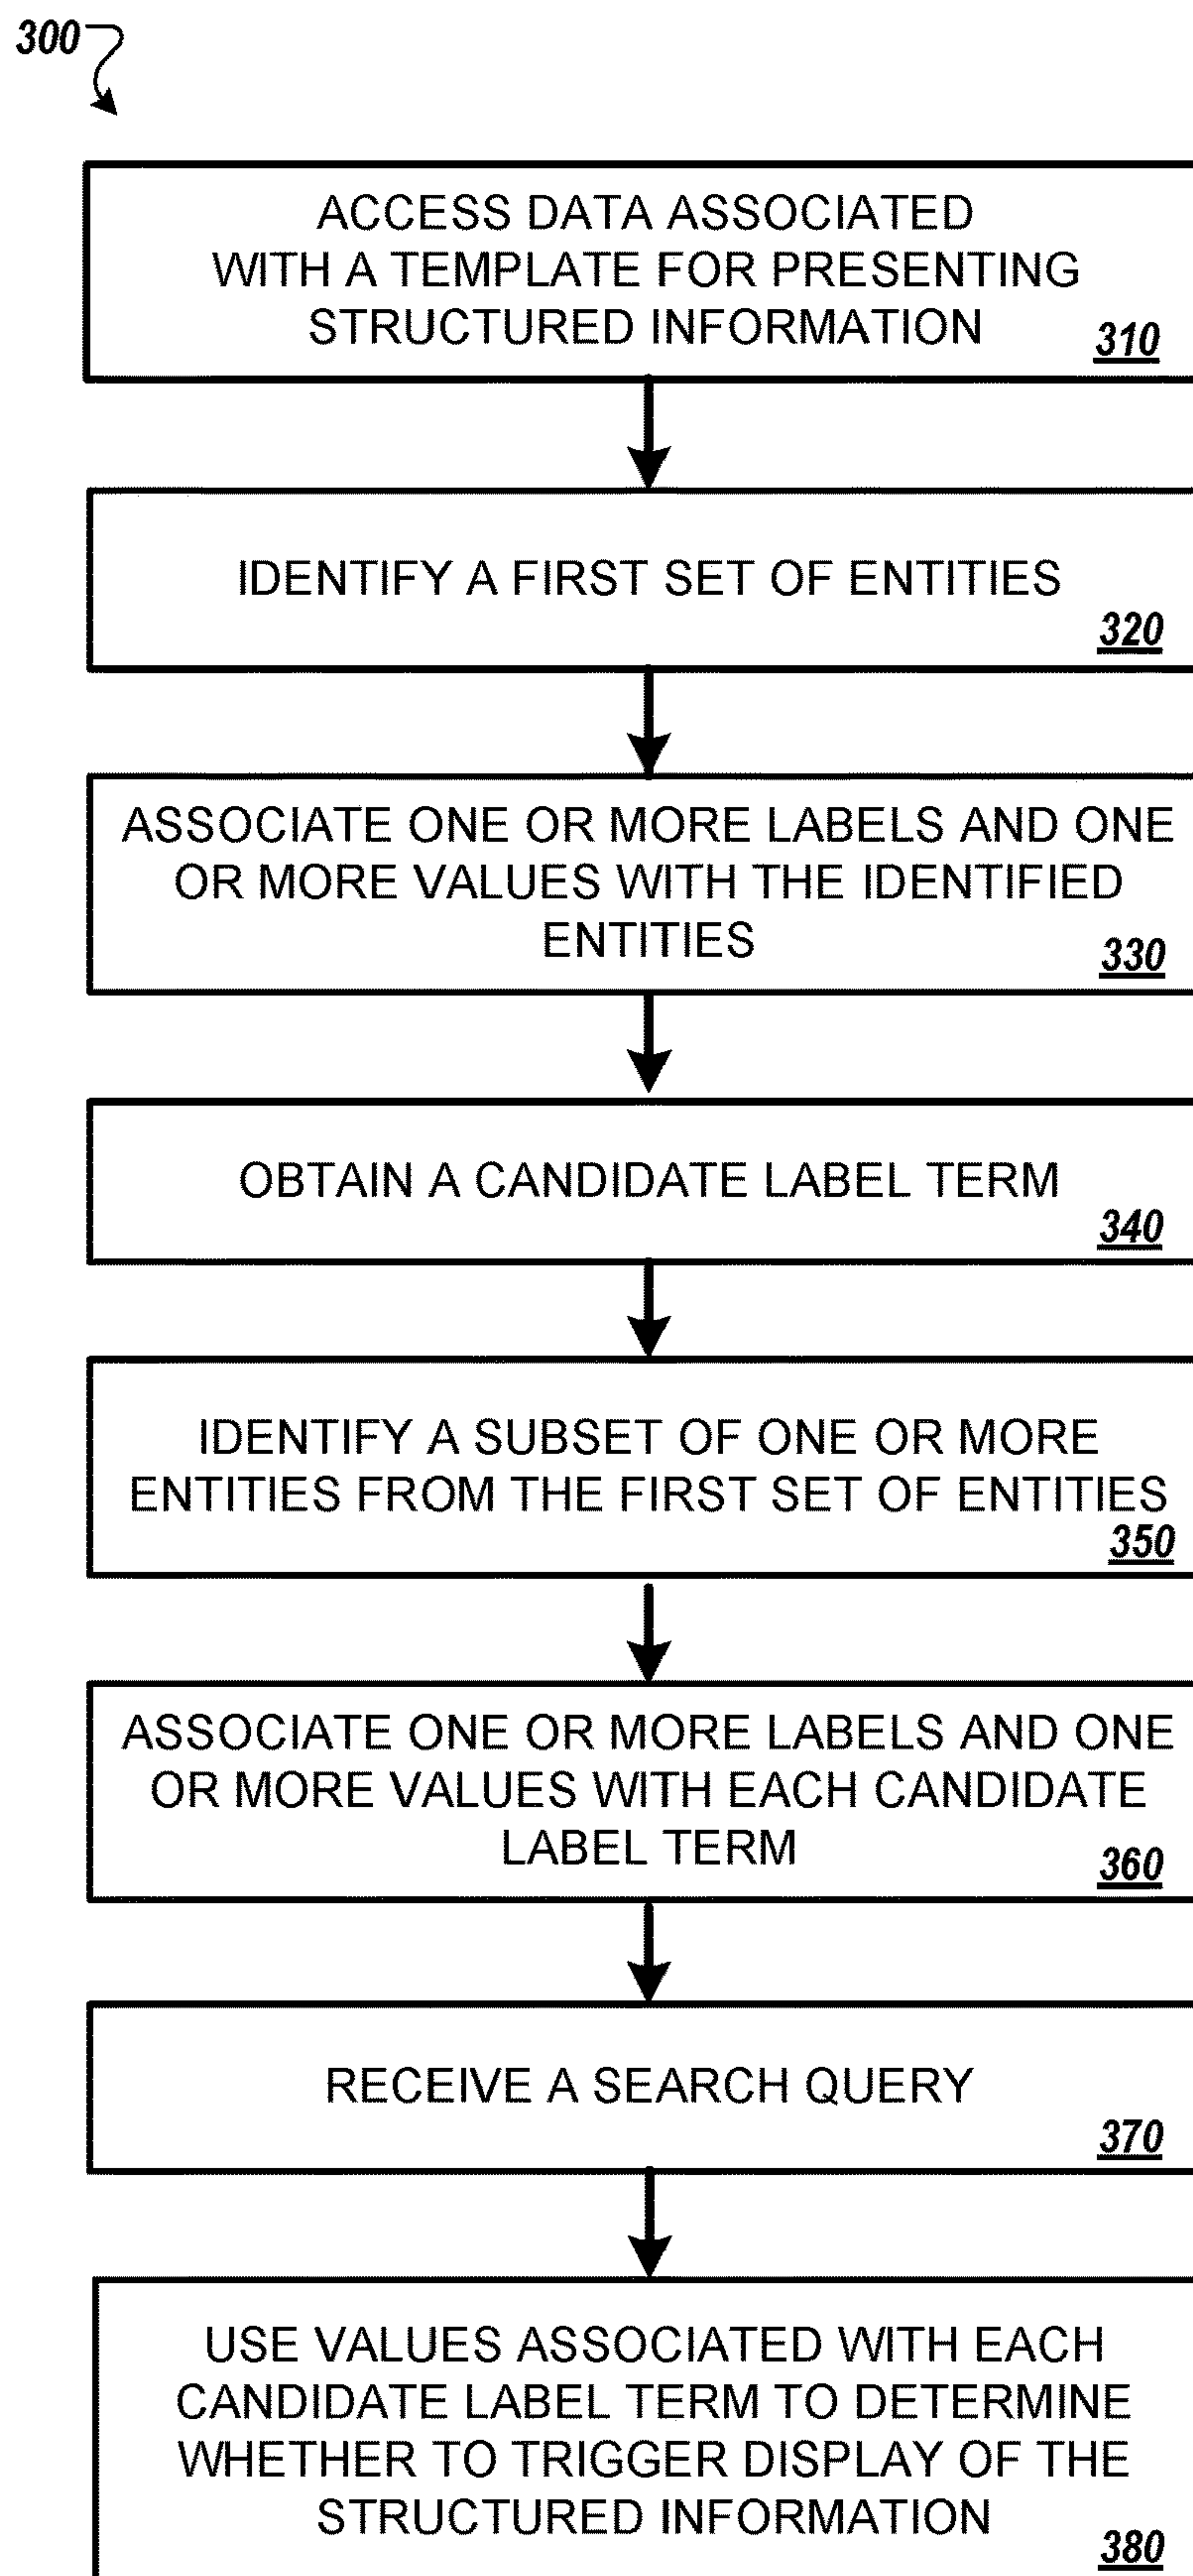 300
ACCESS DATA ASSOCIATED
WITH A TEMPLATE FOR PRESENTING
STRUCTURED INFORMATION
310
IDENTIFY A FIRST SET OF ENTITIES
320
ASSOCIATE ONE OR MORE LABELS AND ONE
OR MORE VALUES WITH THE IDENTIFIED
ENTITIES
330
OBTAIN A CANDIDATE LABEL TERM
340
IDENTIFY A SUBSET OF ONE OR MORE
ENTITIES FROM THE FIRST SET OF ENTITIES
350
ASSOCIATE ONE OR MORE LABELS AND ONE
OR MORE VALUES WITH EACH CANDIDATE
LABEL TERM
360
RECEIVE A SEARCH QUERY
370
USE VALUES ASSOCIATED WITH EACH
CANDIDATE LABEL TERM TO DETERMINE
WHETHER TO TRIGGER DISPLAY OF THE
STRUCTURED INFORMATION
380